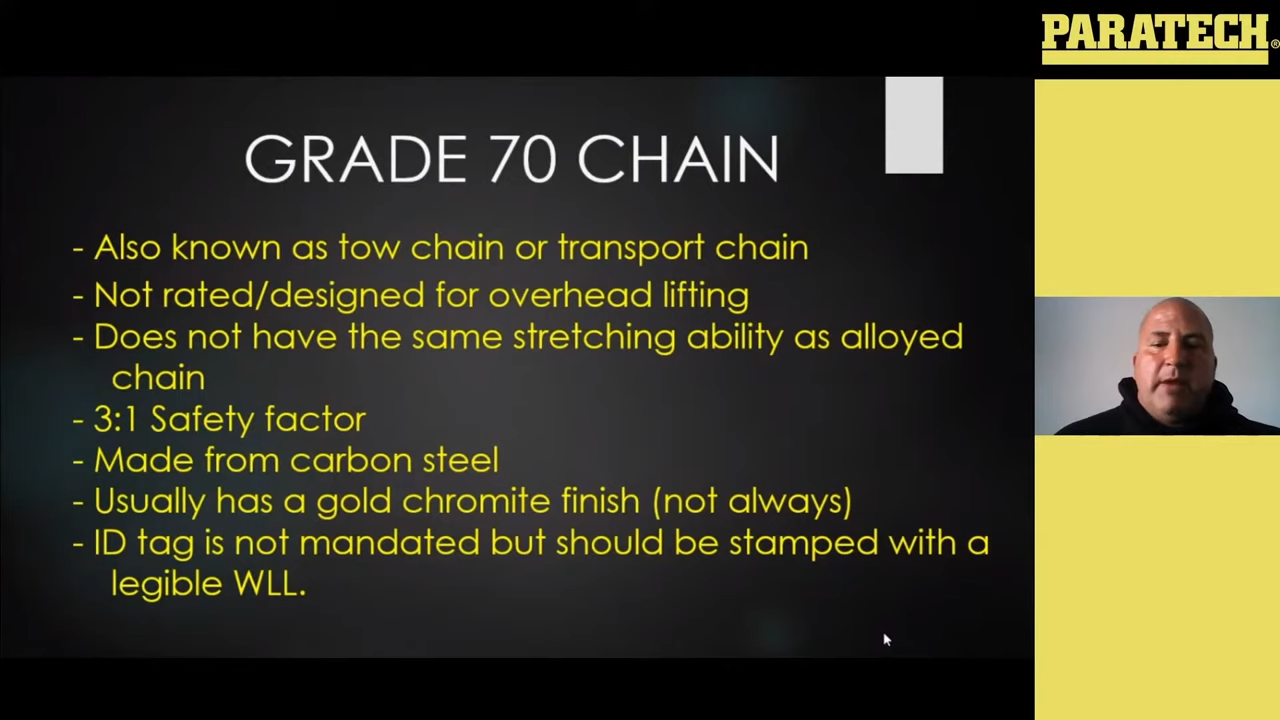 PARATECH®
GRADE 70 CHAIN
- Also known as tow chain or transport chain
- Not rated/designed for overhead lifting
- Does not have the same stretching ability as alloyed
chain
- 3:1 Safety factor
- Made from carbon steel
- Usually has a gold chromite finish (not always)
- ID tag is not mandated but should be stamped with a
legible WLL.